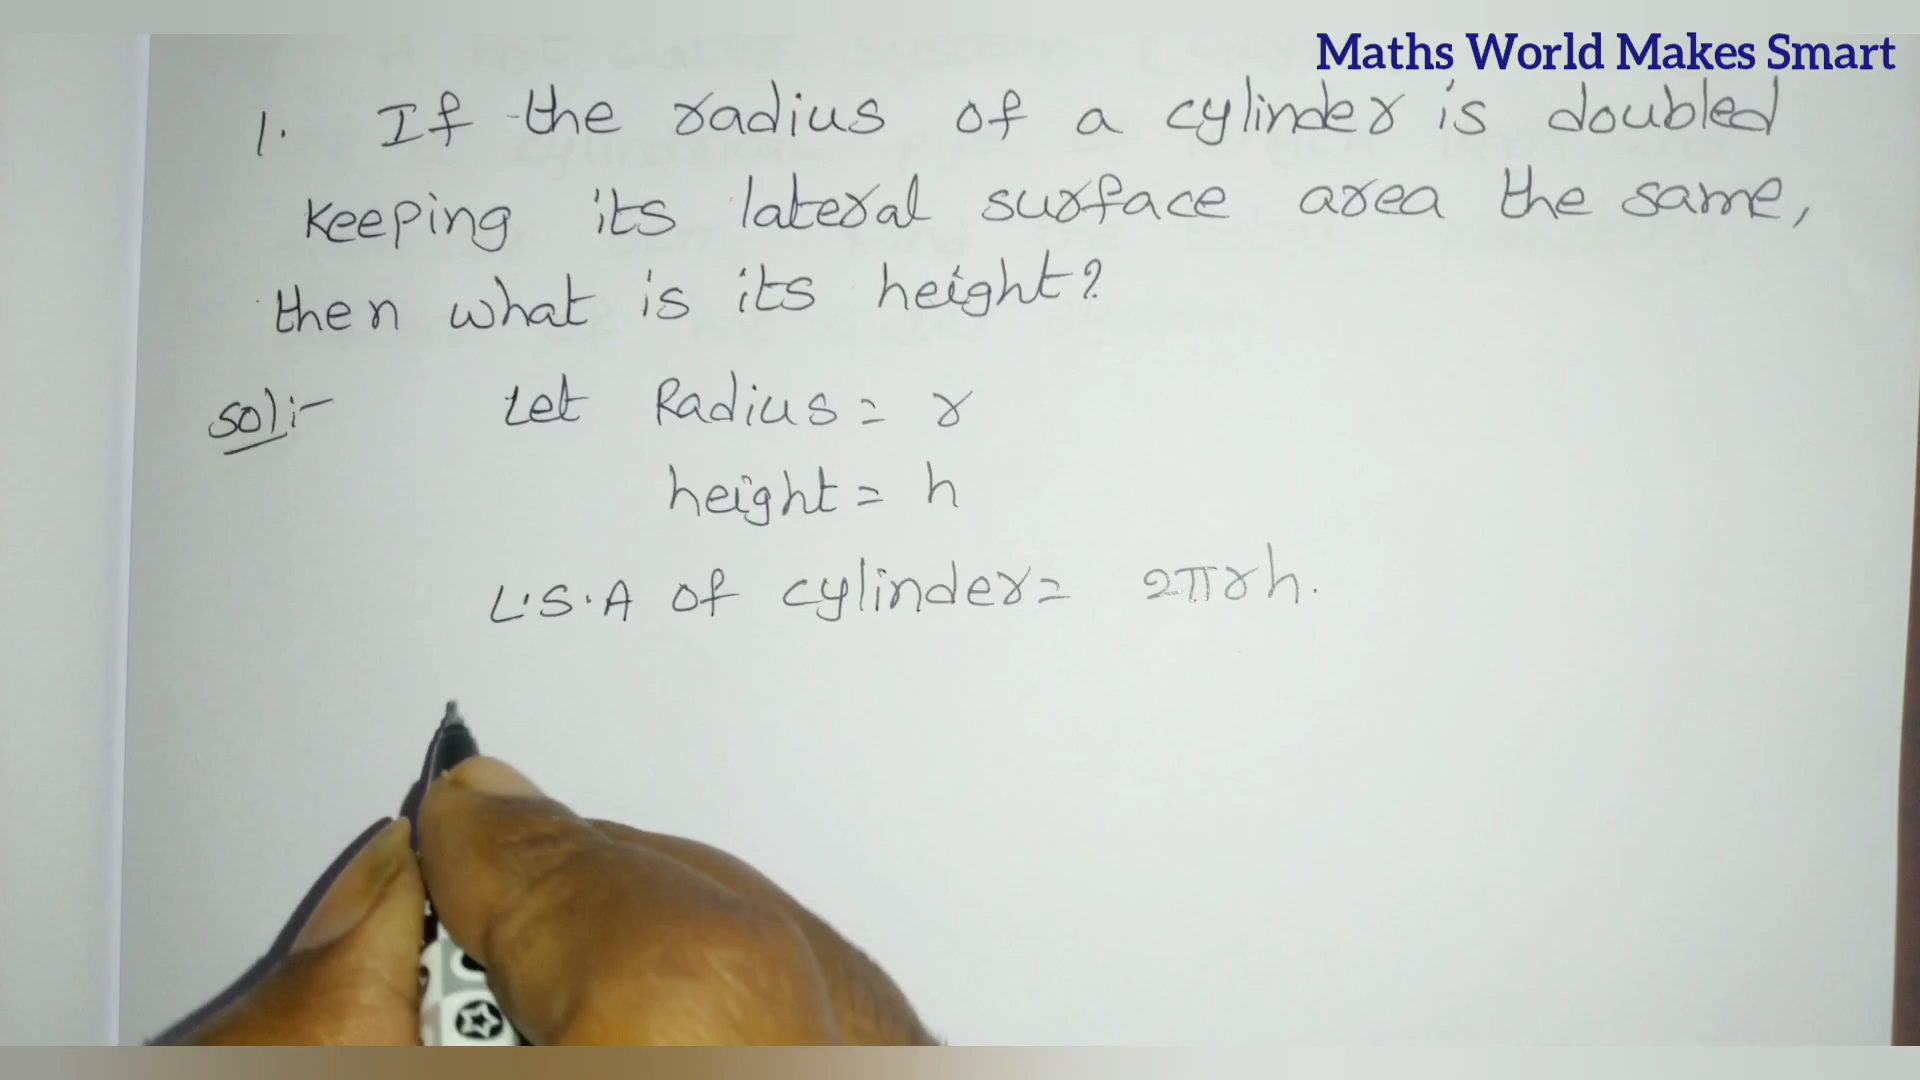 Maths World Makes Smart
1. If the radius of a cylinder is doubled
keeping its lateral surface area the same,
then what is its height?
Sol:- Let Radius = r
height = h
L.S.A of cylinder = 2πrh.